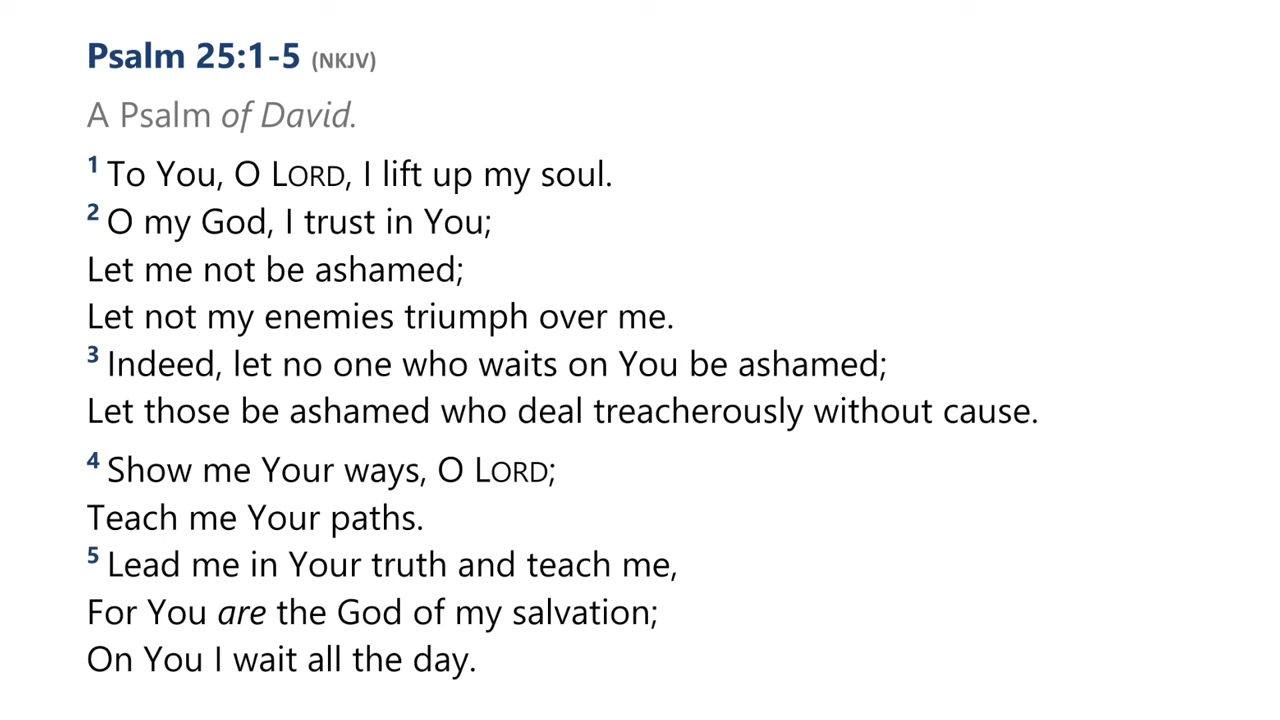 Psalm 25:1-5 (NKJV)
A Psalm of David.
1 To You, O LORD, I lift up my soul.
2 O my God, I trust in You;
Let me not be ashamed;
Let not my enemies triumph over me.
3 Indeed, let no one who waits on You be ashamed;
Let those be ashamed who deal treacherously without cause.
4 Show me Your ways, O LORD;
Teach me Your paths.
5 Lead me in Your truth and teach me,
For You are the God of my salvation;
On You I wait all the day.